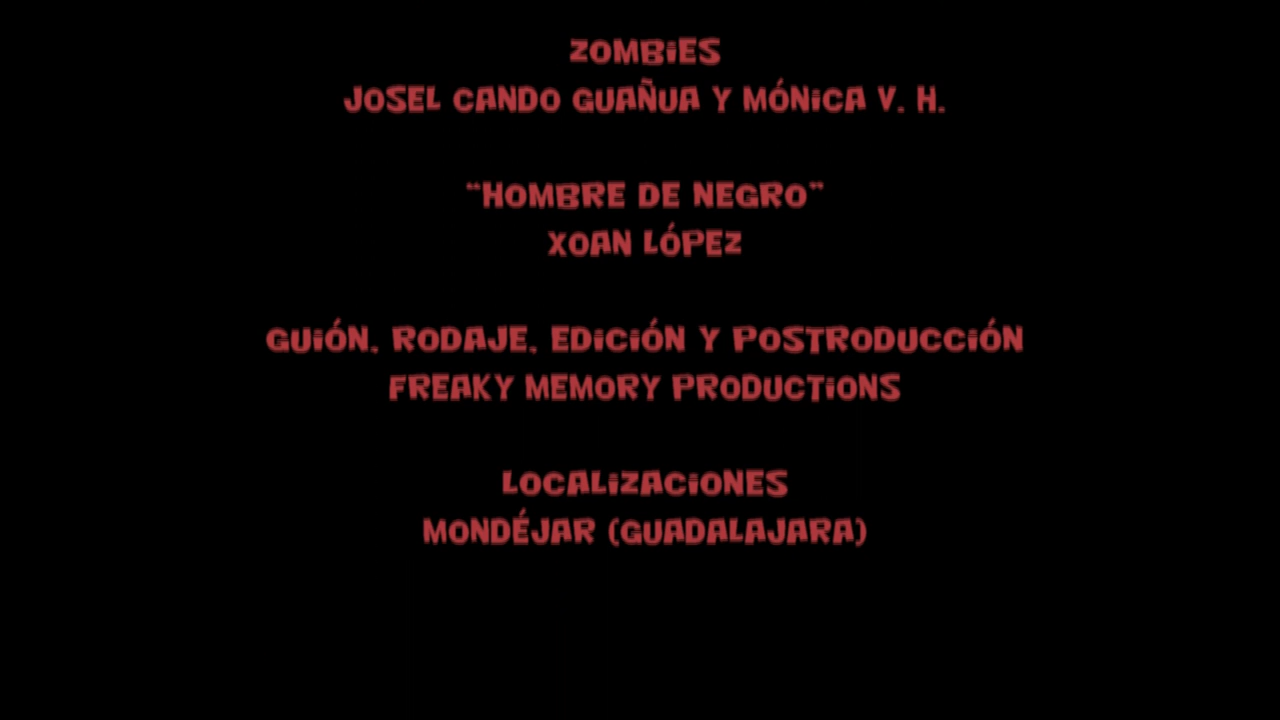 ZOMBiES
JOSEL CANDO GUAÑUA Y MÓNiCA V. H.
"HOMBRE DE NEGRO"
XOAN LÓPEZ
GUiÓN, RODAJE, EDiCiÓN Y POSTRODUCCiÓN
FREAKY MEMORY PRODUCTiONS
LOCALiZACiONES
MONDÉJAR (GUADALAJARA)